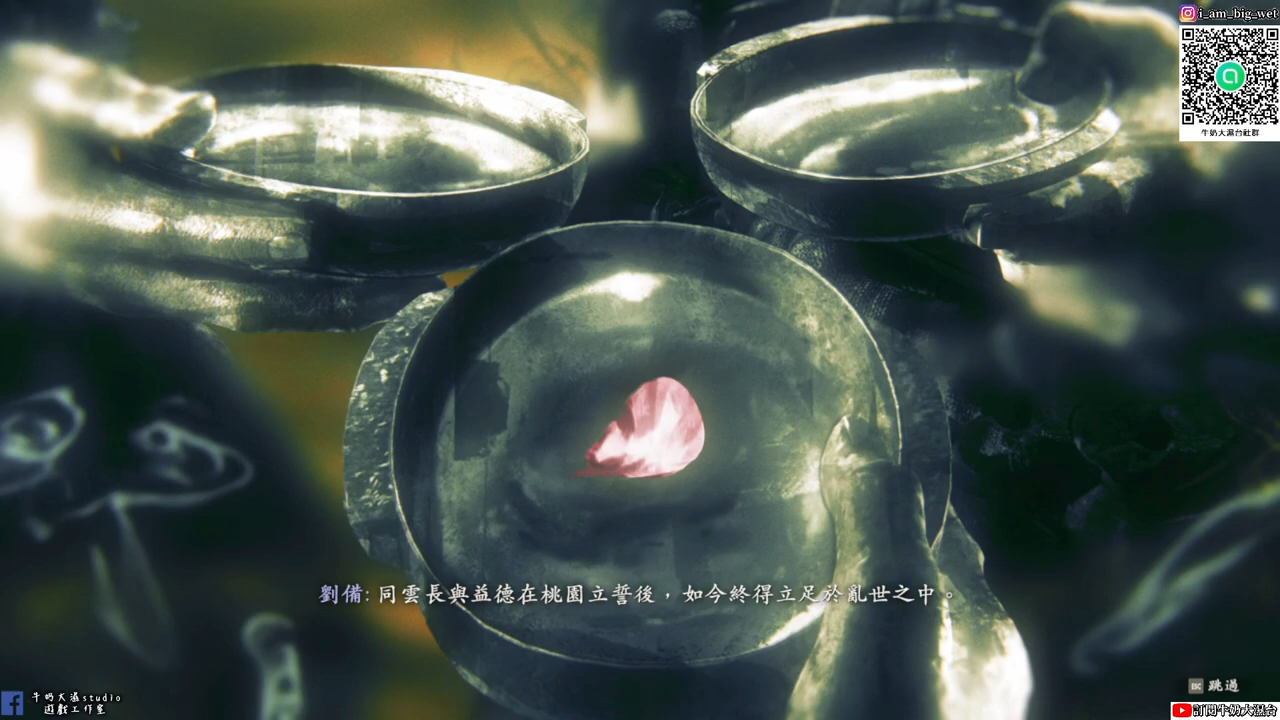 i_am_big_wet
牛奶大濕台社群
劉備: 同雲長與益德在桃園立誓後，如今終得立足於亂世之中。
ESC 跳過
牛奶大濕studio
遊戲工作室
訂閱牛奶大濕台